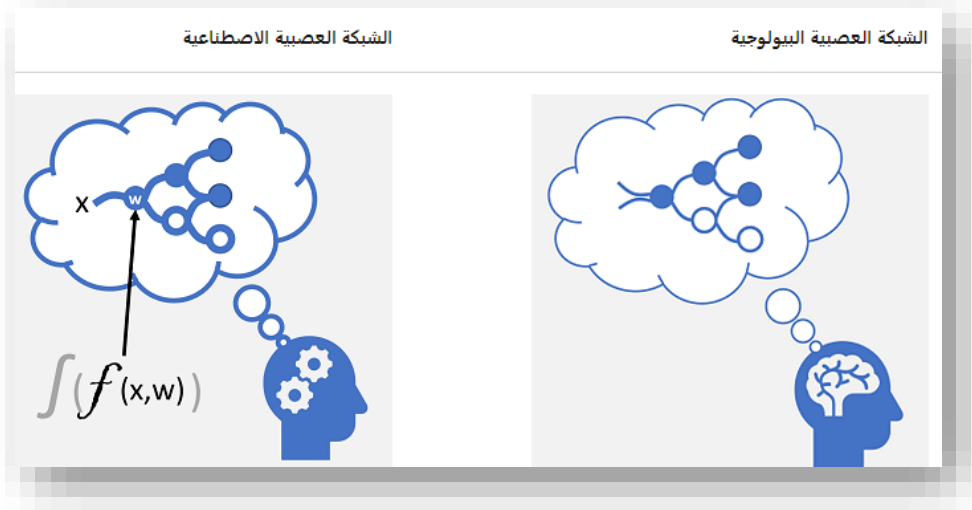 الشبكة العصبية البيولوجية
الشبكة العصبية الاصطناعية
x
w
∫(f(x,w))